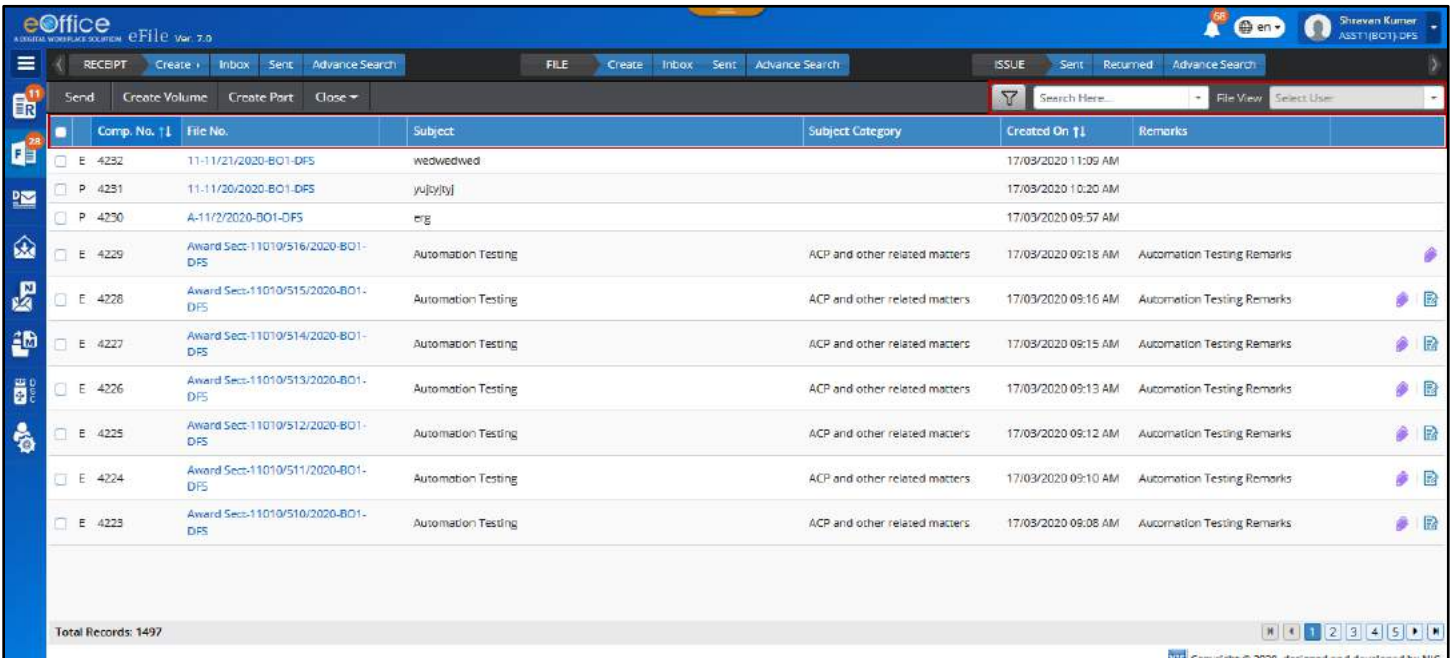 eOffice
A DIGITAL WORKPLACE SOLUTION eFile Ver. 7.0
68
en
Shravan Kumar
ASST1(BO1)-DFS
RECEIPT Create Inbox Sent Advance Search FILE Create Inbox Sent Advance Search ISSUE Sent Returned Advance Search
11
Send Create Volume Create Part Close Search Here... File View Select User
Comp. No. File No. Subject Subject Category Created On Remarks
28
E 4232 11-11/21/2020-BO1-DFS wedwedwed 17/03/2020 11:09 AM
P 4231 11-11/20/2020-BO1-DFS yujtyjtyj 17/03/2020 10:20 AM
P 4230 A-11/2/2020-BO1-DFS erg 17/03/2020 09:57 AM
E 4229 Award Sect-11010/516/2020-BO1- Automation Testing ACP and other related matters 17/03/2020 09:18 AM Automation Testing Remarks
DFS
E 4228 Award Sect-11010/515/2020-BO1- Automation Testing ACP and other related matters 17/03/2020 09:16 AM Automation Testing Remarks
DFS
E 4227 Award Sect-11010/514/2020-BO1- Automation Testing ACP and other related matters 17/03/2020 09:15 AM Automation Testing Remarks
DFS
E 4226 Award Sect-11010/513/2020-BO1- Automation Testing ACP and other related matters 17/03/2020 09:13 AM Automation Testing Remarks
DFS
E 4225 Award Sect-11010/512/2020-BO1- Automation Testing ACP and other related matters 17/03/2020 09:12 AM Automation Testing Remarks
DFS
E 4224 Award Sect-11010/511/2020-BO1- Automation Testing ACP and other related matters 17/03/2020 09:10 AM Automation Testing Remarks
DFS
E 4223 Award Sect-11010/510/2020-BO1- Automation Testing ACP and other related matters 17/03/2020 09:08 AM Automation Testing Remarks
DFS
DSC
Total Records: 1497 1 2 3 4 5
Copyright © 2020, designed and developed by NIC